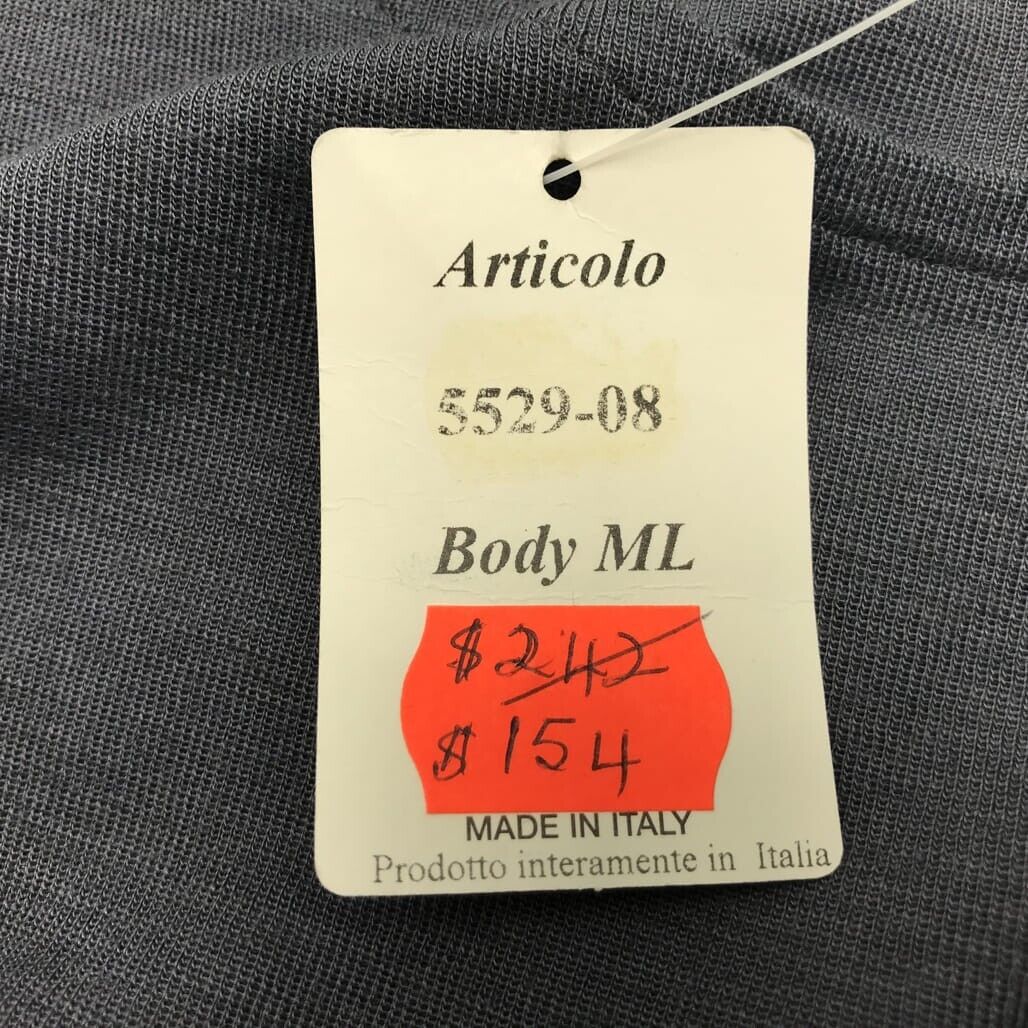 Articolo
5529-08
Body ML
$242
$154
MADE IN ITALY
Prodotto interamente in Italia